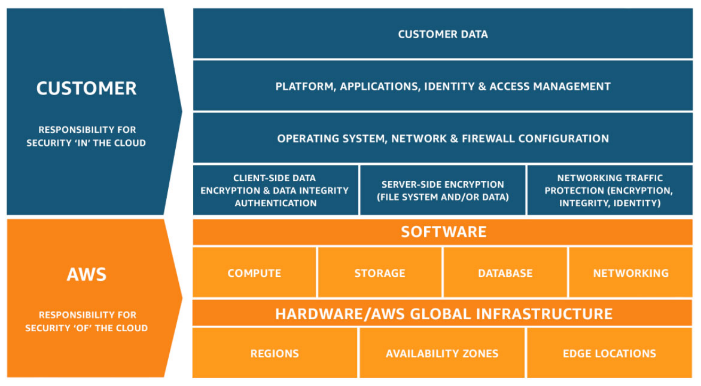 CUSTOMER
RESPONSIBILITY FOR
SECURITY ‘IN’ THE CLOUD
CUSTOMER DATA
PLATFORM, APPLICATIONS, IDENTITY & ACCESS MANAGEMENT
OPERATING SYSTEM, NETWORK & FIREWALL CONFIGURATION
CLIENT-SIDE DATA
ENCRYPTION & DATA INTEGRITY
AUTHENTICATION
SERVER-SIDE ENCRYPTION
(FILE SYSTEM AND/OR DATA)
NETWORKING TRAFFIC
PROTECTION (ENCRYPTION,
INTEGRITY, IDENTITY)
AWS
RESPONSIBILITY FOR
SECURITY ‘OF’ THE CLOUD
SOFTWARE
COMPUTE
STORAGE
DATABASE
NETWORKING
HARDWARE/AWS GLOBAL INFRASTRUCTURE
REGIONS
AVAILABILITY ZONES
EDGE LOCATIONS